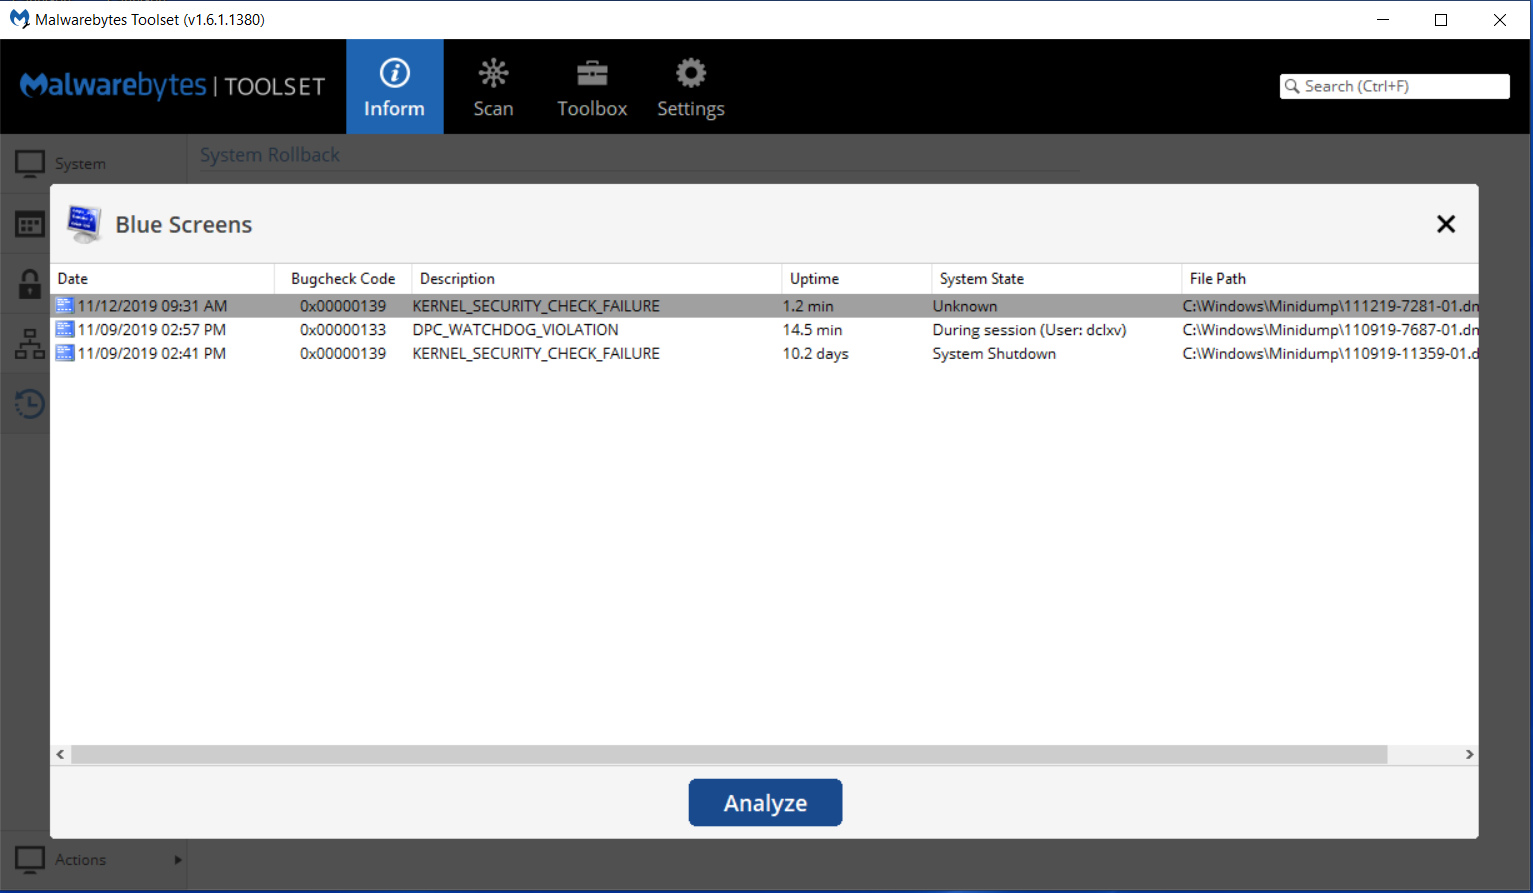 Malwarebytes Toolset (v1.6.1.1380)
Malwarebytes | TOOLSET
Inform
Scan
Toolbox
Settings
Search (Ctrl+F)
System
System Rollback
Blue Screens
Date Bugcheck Code Description Uptime System State File Path
11/12/2019 09:31 AM 0x00000139 KERNEL_SECURITY_CHECK_FAILURE 1.2 min Unknown C:\Windows\Minidump\111219-7281-01.dm
11/09/2019 02:57 PM 0x00000133 DPC_WATCHDOG_VIOLATION 14.5 min During session (User: dclxv) C:\Windows\Minidump\110919-7687-01.dm
11/09/2019 02:41 PM 0x00000139 KERNEL_SECURITY_CHECK_FAILURE 10.2 days System Shutdown C:\Windows\Minidump\110919-11359-01.d
Analyze
Actions